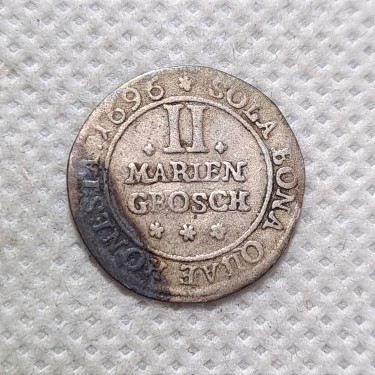 II
MARIEN
GROSCH
SOLA BONA QUAE HONESTA . 1696